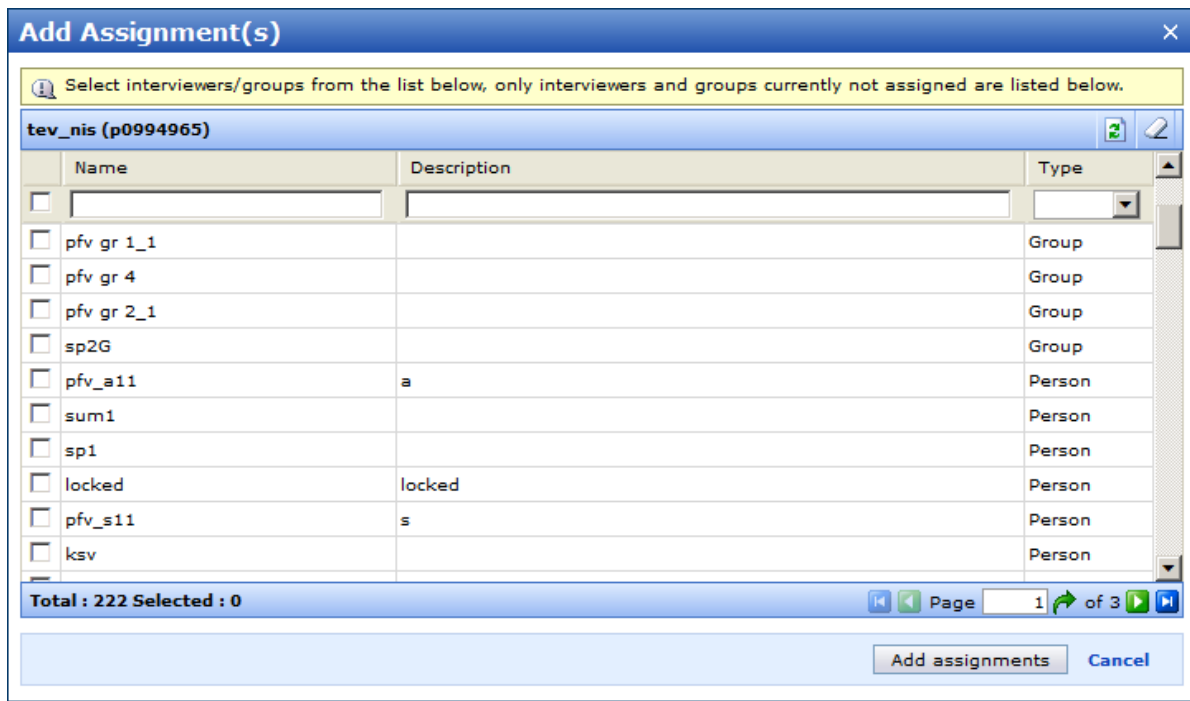 Add Assignment(s)
Select interviewers/groups from the list below, only interviewers and groups currently not assigned are listed below.
tev_nis (p0994965)
Name Description Type
pfv gr 1_1 Group
pfv gr 4 Group
pfv gr 2_1 Group
sp2G Group
pfv_a11 a Person
sum1 Person
sp1 Person
locked locked Person
pfv_s11 s Person
ksv Person
Total : 222 Selected : 0 Page 1 of 3
Add assignments Cancel